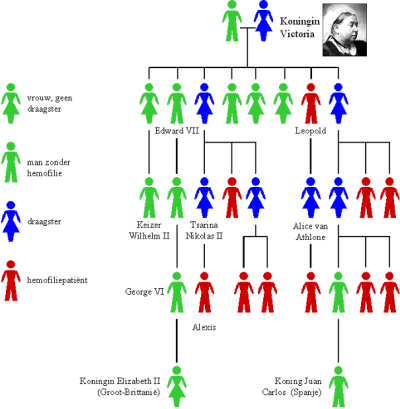 Koningin
Victoria
vrouw, geen
draagster
Edward VII
Leopold
man zonder
hemofilie
draagster
Keizer
Wilhelm II
Tsarina
Nikolas II
Alice van
Athlone
hemofiliepatiënt
George VI
Alexis
Koningin Elizabeth II
(Groot-Brittanië)
Koning Juan
Carlos (Spanje)